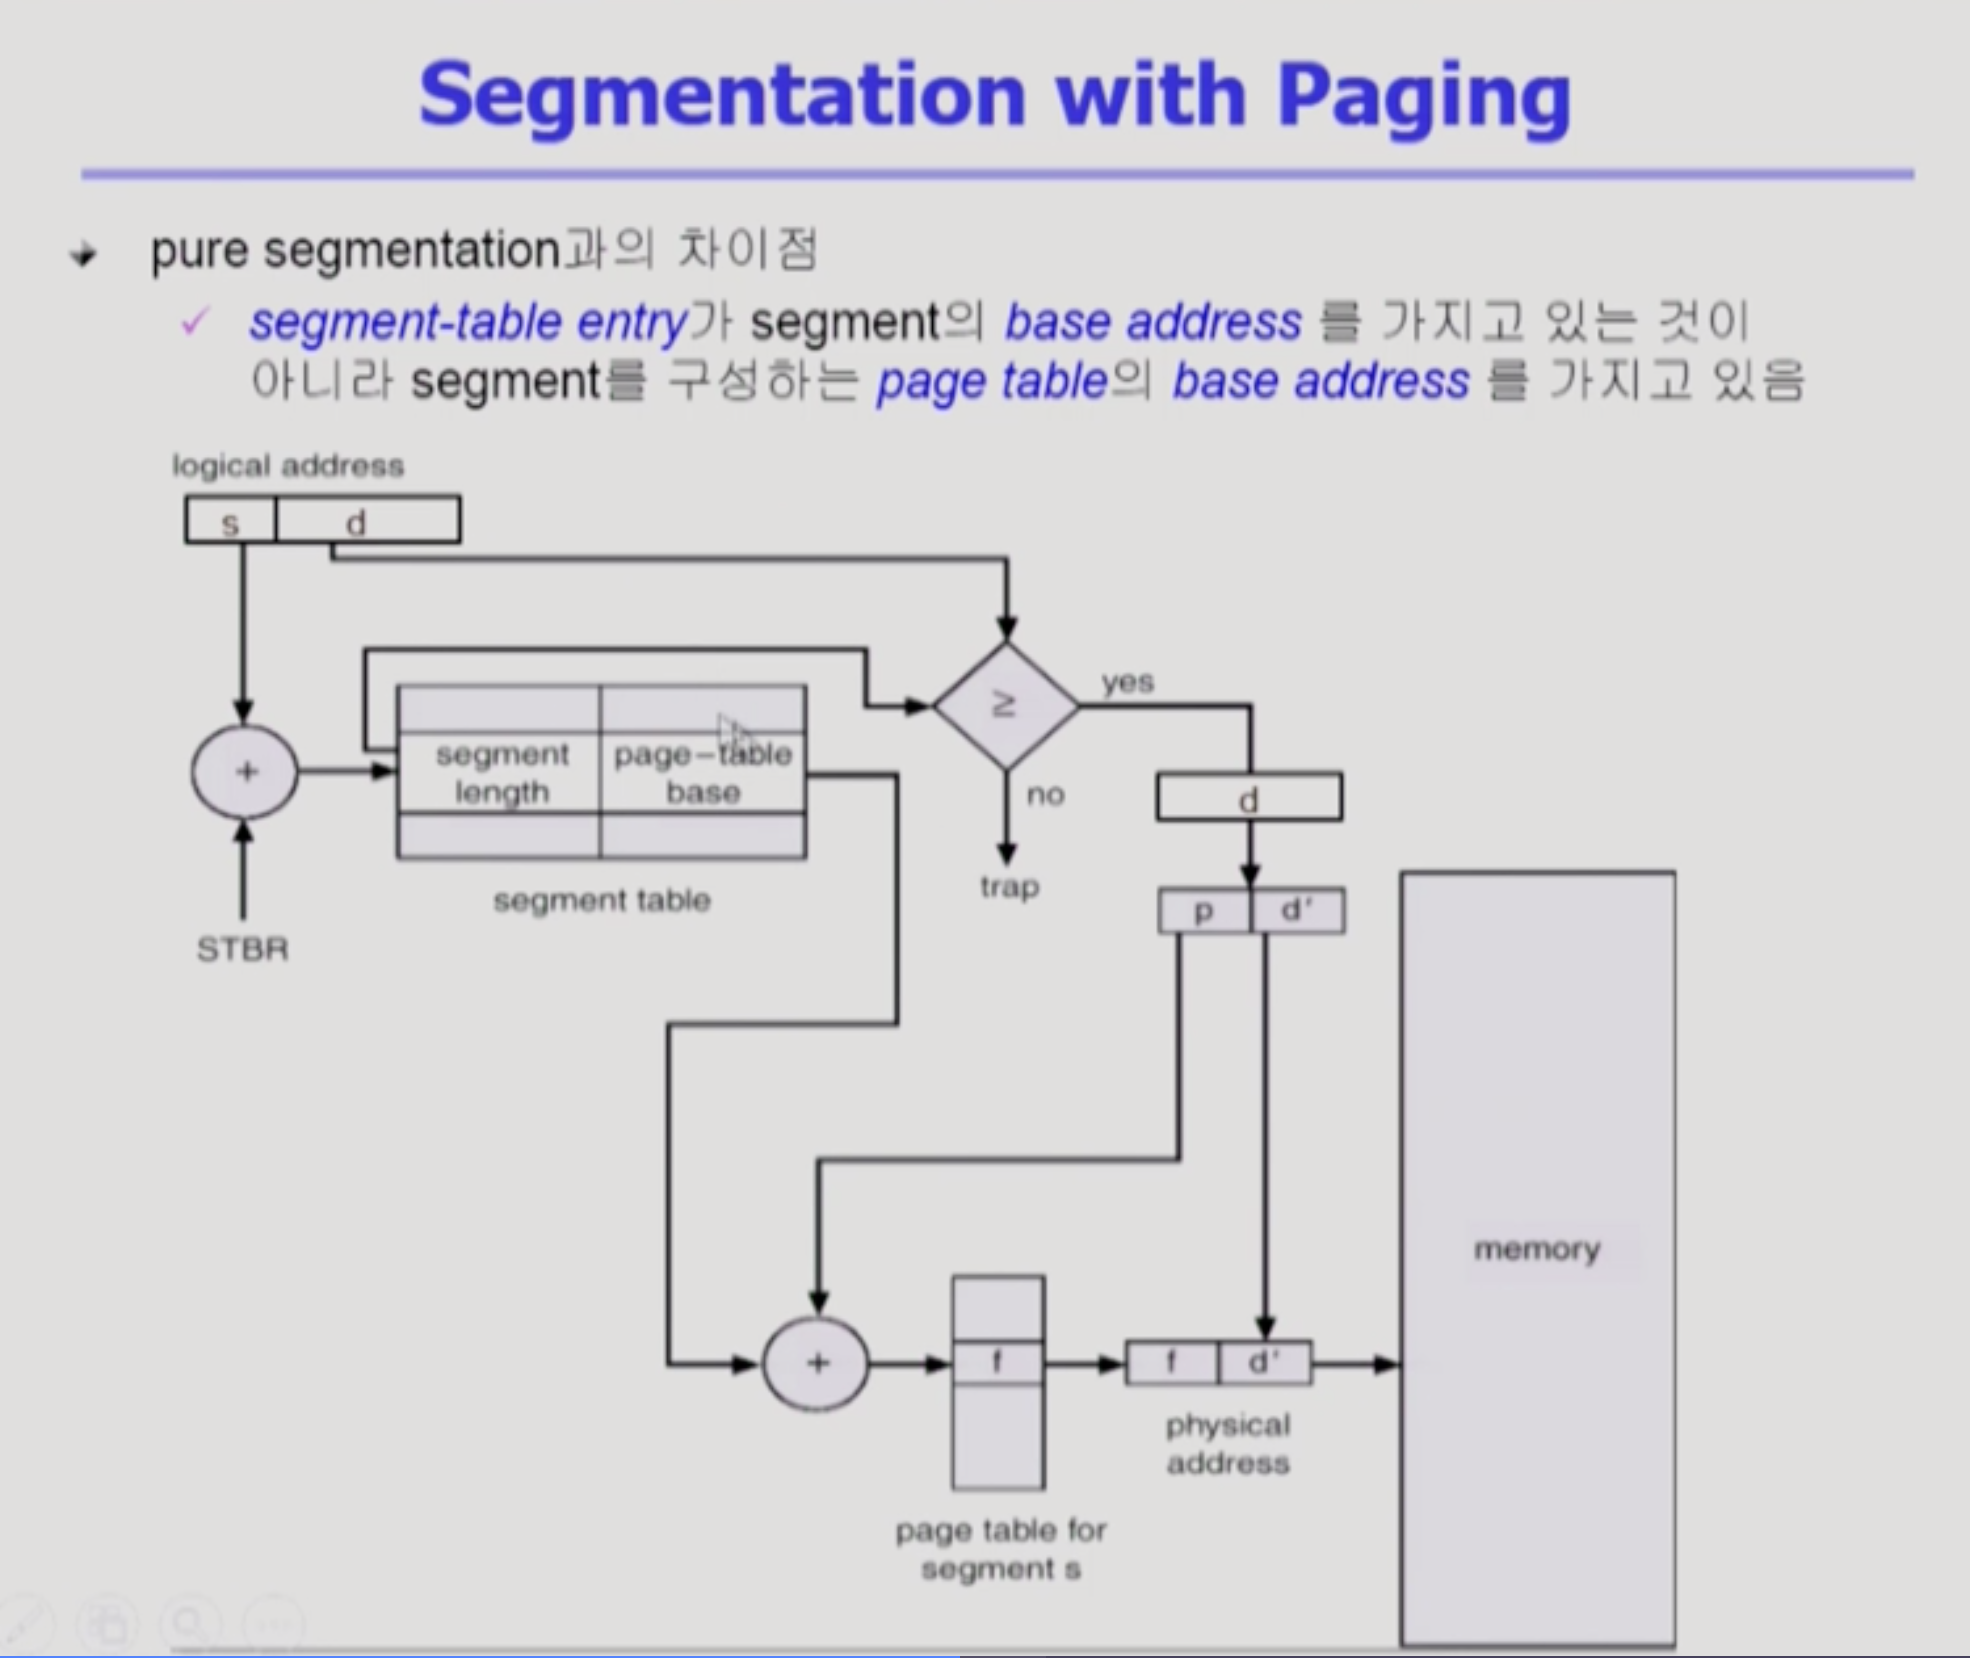 Segmentation with Paging
pure segmentation과의 차이점
segment-table entry가 segment의 base address 를 가지고 있는 것이
아니라 segment를 구성하는 page table의 base address 를 가지고 있음
logical address
s d
≥
yes
no
trap
+
segment
length
page-table
base
segment table
STBR
d
p d′
memory
+
f
f d′
physical
address
page table for
segment s